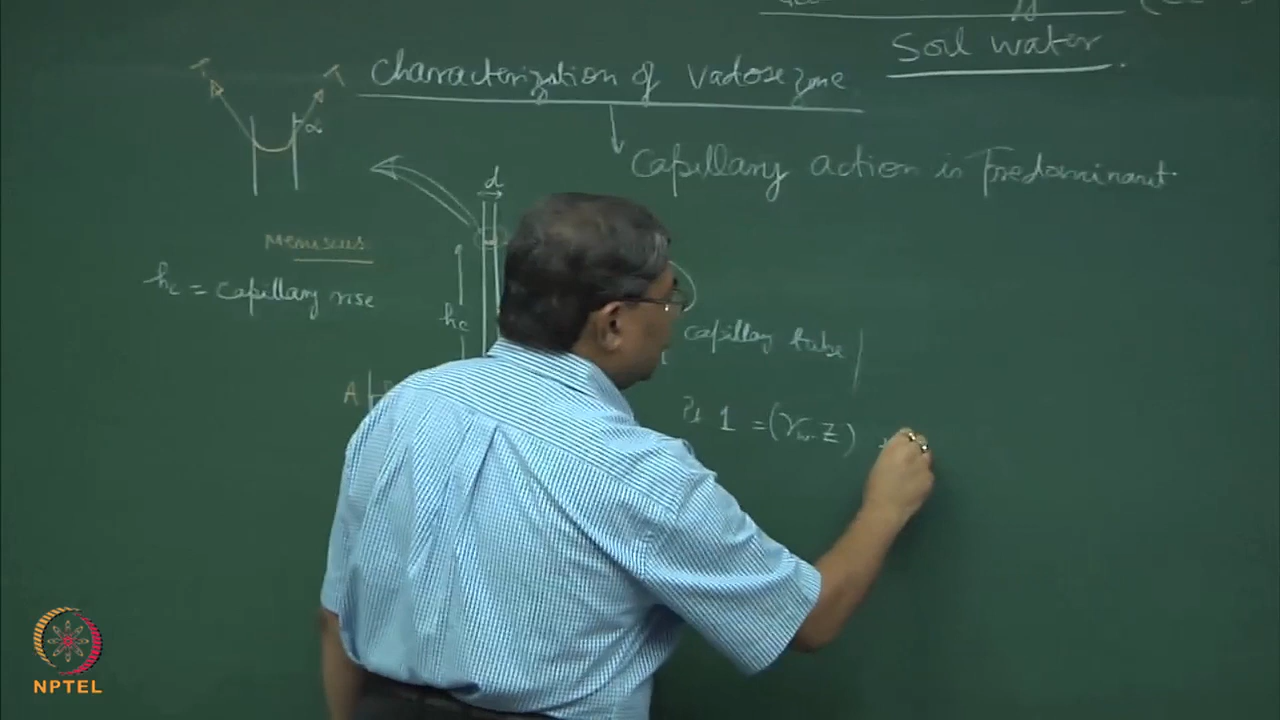 Soil water
Characterization of Vadose zone
T T
α
Capillary action is Predominant
d
Meniscus
hc = capillary rise
hc
capillary tube
A
Pt 1 = (γw z)
NPTEL